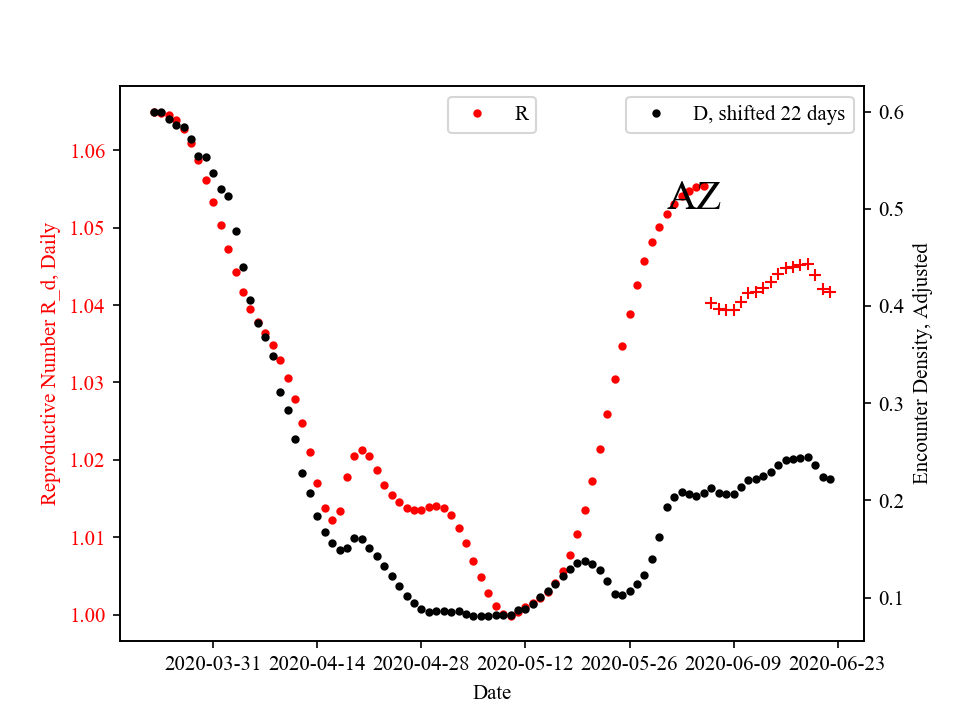 R
D, shifted 22 days
AZ
Reproductive Number R_d, Daily
1.06
1.05
1.04
1.03
1.02
1.01
1.00
0.6
0.5
0.4
0.3
0.2
0.1
Encounter Density, Adjusted
2020-03-31 2020-04-14 2020-04-28 2020-05-12 2020-05-26 2020-06-09 2020-06-23
Date